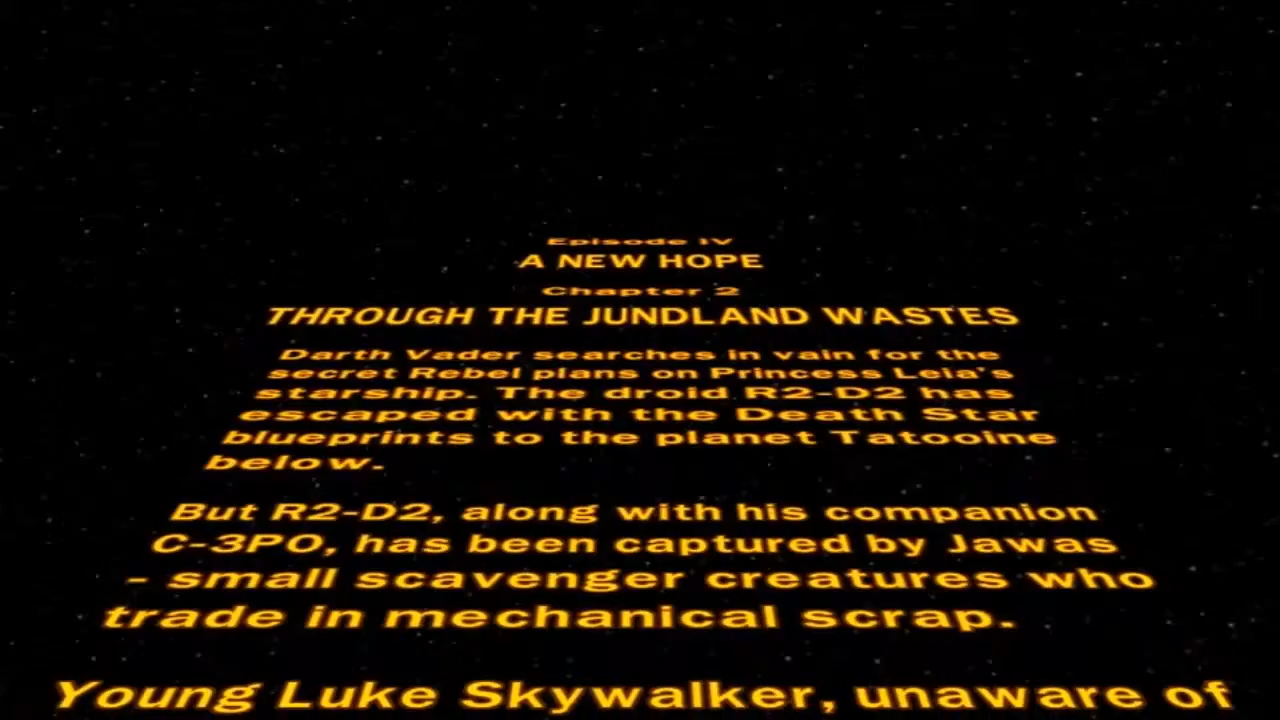 Episode IV
A NEW HOPE
Chapter 2
THROUGH THE JUNDLAND WASTES
Darth Vader searches in vain for the
secret Rebel plans on Princess Leia's
starship. The droid R2-D2 has
escaped with the Death Star
blueprints to the planet Tatooine
below.
But R2-D2, along with his companion
C-3PO, has been captured by Jawas
- small scavenger creatures who
trade in mechanical scrap.
Young Luke Skywalker, unaware of